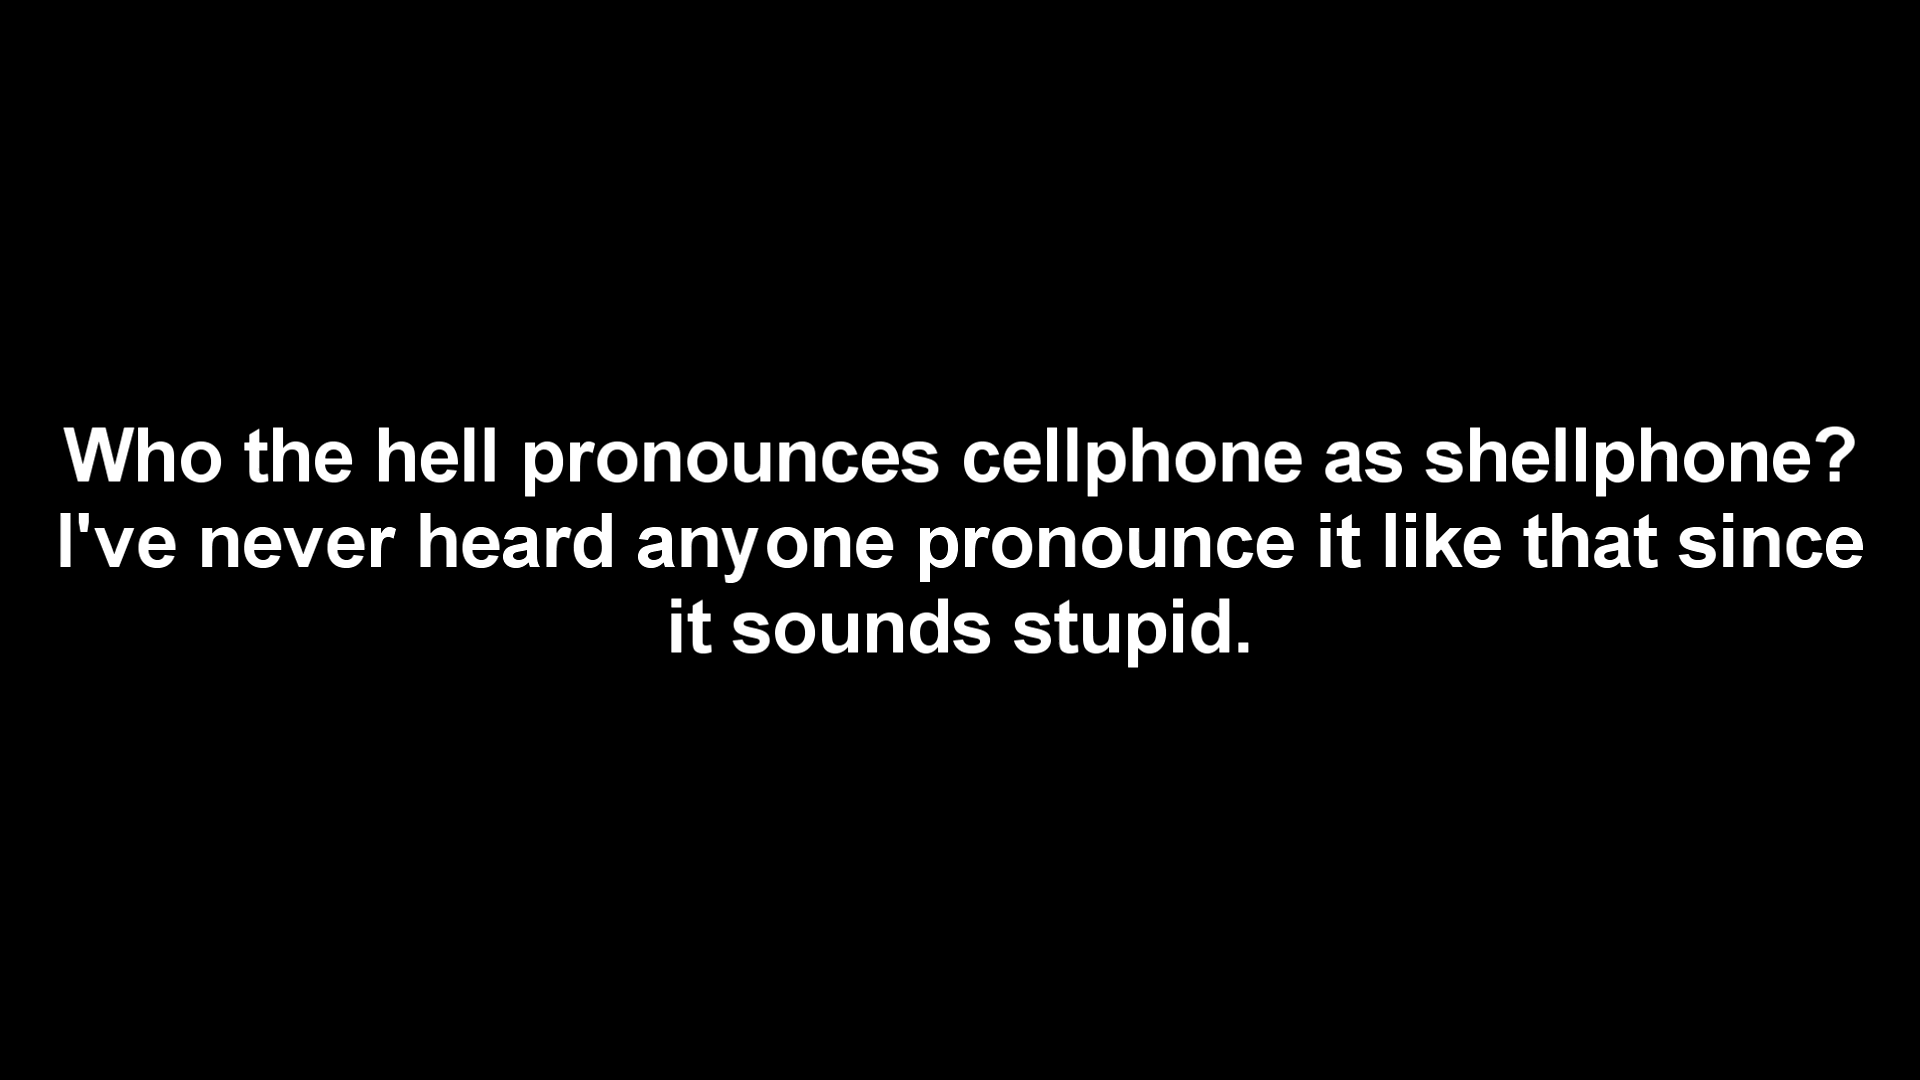 Who the hell pronounces cellphone as shellphone?
I've never heard anyone pronounce it like that since
it sounds stupid.